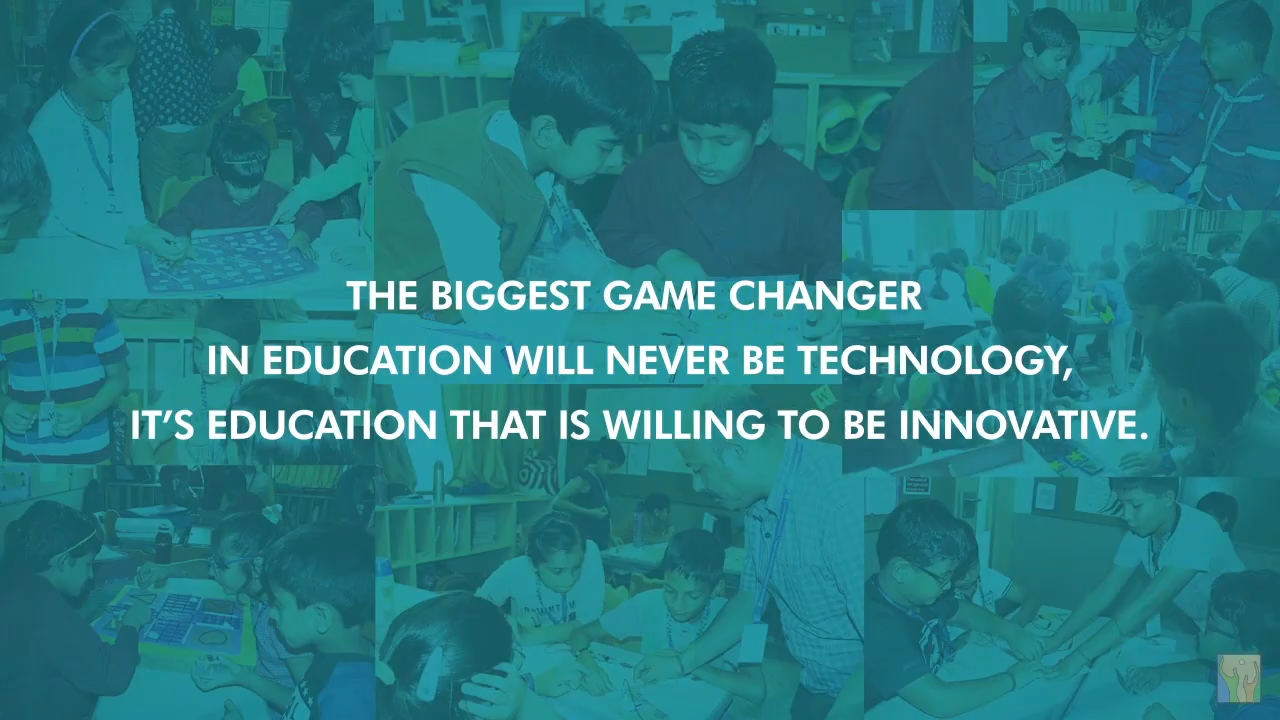 THE BIGGEST GAME CHANGER
IN EDUCATION WILL NEVER BE TECHNOLOGY,
IT'S EDUCATION THAT IS WILLING TO BE INNOVATIVE.